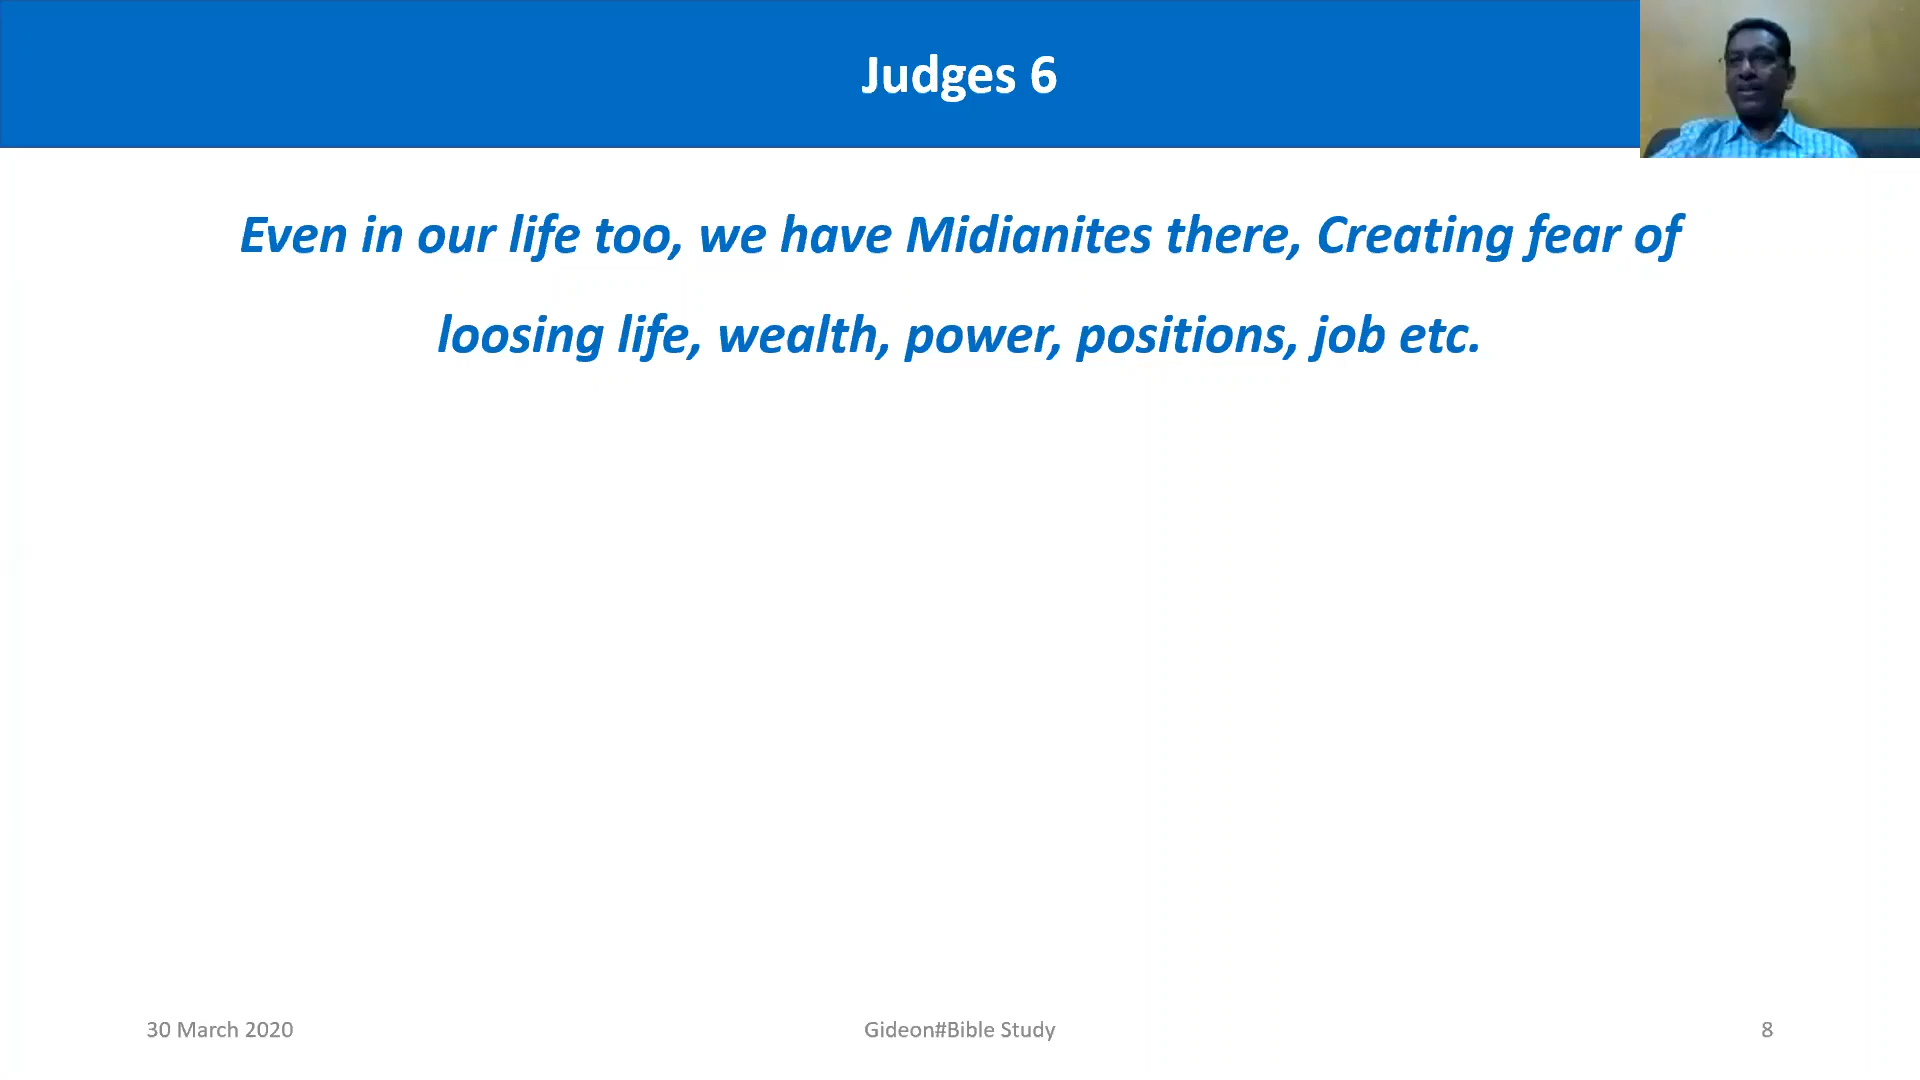 Judges 6
Even in our life too, we have Midianites there, Creating fear of
loosing life, wealth, power, positions, job etc.
30 March 2020
Gideon#Bible Study
8